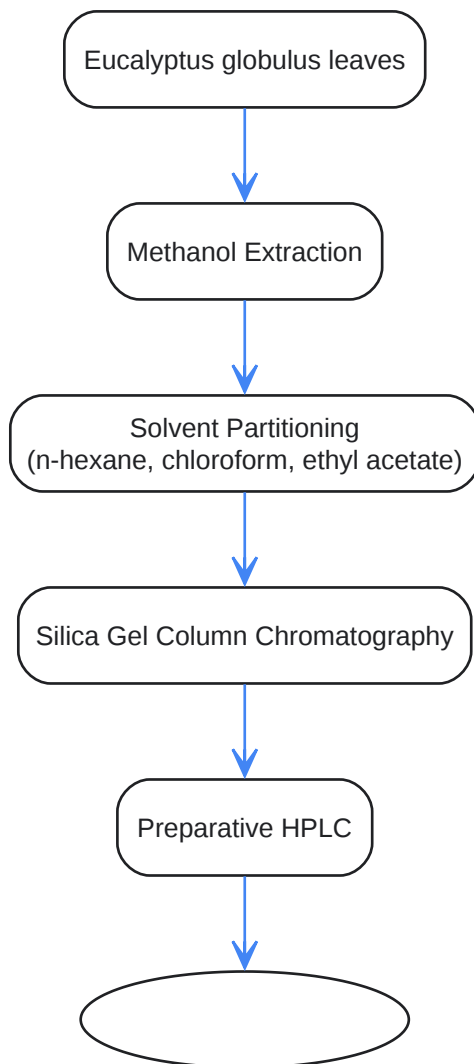 Eucalyptus globulus leaves
Methanol Extraction
Solvent Partitioning
(n-hexane, chloroform, ethyl acetate)
Silica Gel Column Chromatography
Preparative HPLC